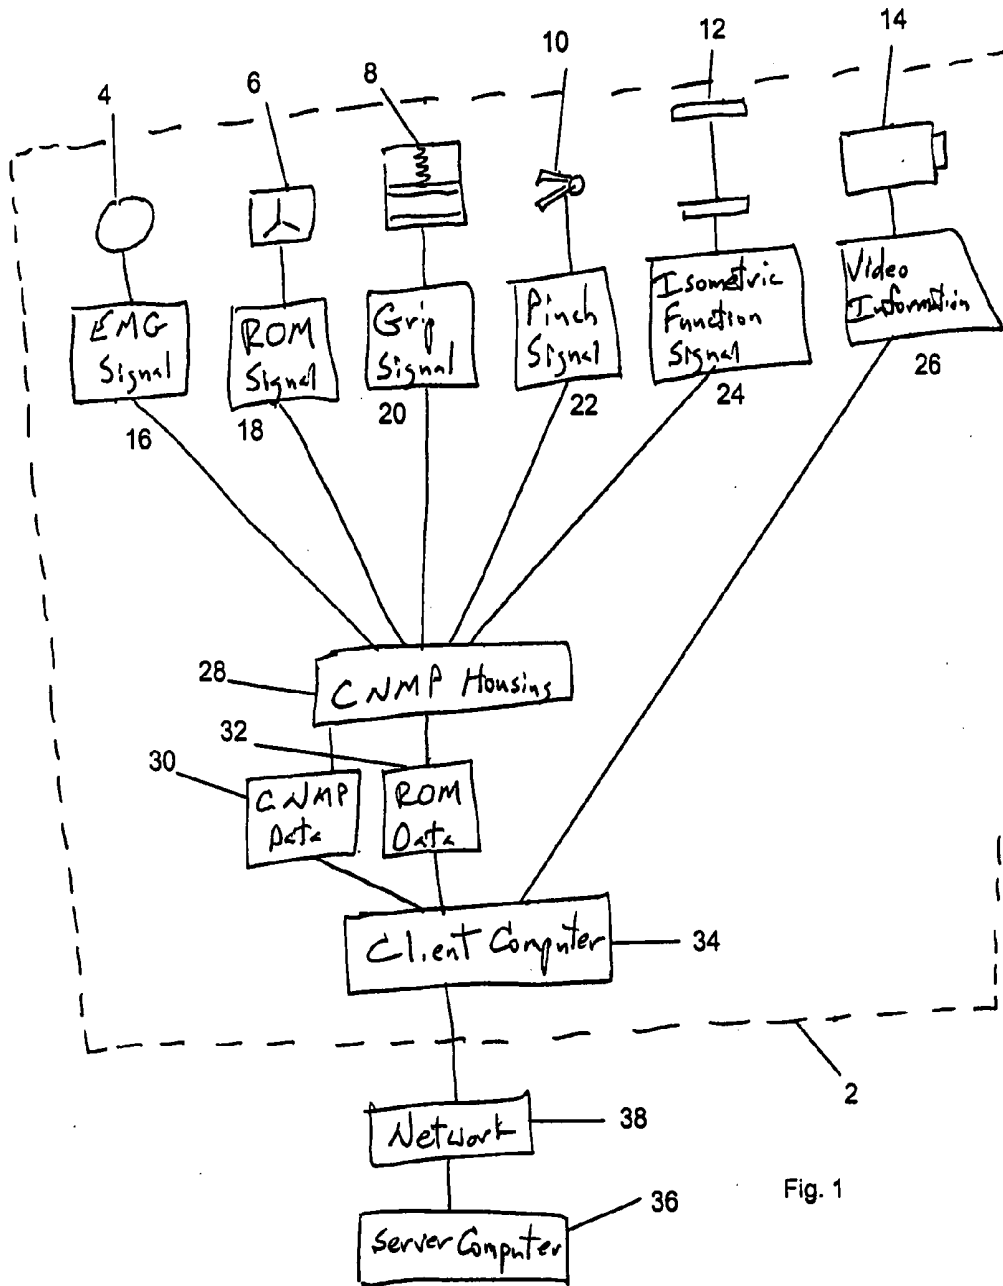 12
14
10
8
6
4
EMG
Signal
ROM
Signal
Grip
Signal
Pinch
Signal
Isometric
Function
Signal
Video
Information
16
18
20
22
24
26
28
CNMP Housing
32
30
CNMP
Data
ROM
Data
Client Computer
34
2
Network
38
Fig. 1
36
Server Computer